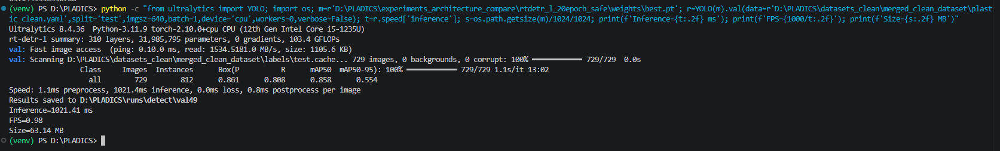 (venv) PS D:\PLADICS> python -c "from ultralytics import YOLO; import os; m=r'D:\PLADICS\experiments_architecture_compare\rtdetr_l_20epoch_safe\weights\best.pt'; r=YOLO(m).val(data=r'D:\PLADICS\datasets_clean\merged_clean_dataset\plast
ic_clean.yaml',split='test',imgsz=640,batch=1,device='cpu',workers=0,verbose=False); t=r.speed['inference']; s=os.path.getsize(m)/1024/1024; print(f'Inference={t:.2f} ms'); print(f'FPS={1000/t:.2f}'); print(f'Size={s:.2f} MB')"
Ultralytics 8.4.36 Python-3.11.9 torch-2.10.0+cpu CPU (12th Gen Intel Core i5-1235U)
rt-detr-l summary: 310 layers, 31,985,795 parameters, 0 gradients, 103.4 GFLOPs
val: Fast image access (ping: 0.10.0 ms, read: 1534.5181.0 MB/s, size: 1105.6 KB)
val: Scanning D:\PLADICS\datasets_clean\merged_clean_dataset\labels\test.cache... 729 images, 0 backgrounds, 0 corrupt: 100% ━━━━━━━━━━━━ 729/729 0.0s
Class Images Instances Box(P R mAP50 mAP50-95): 100% ━━━━━━━━━━━━ 729/729 1.1s/it 13:02
all 729 812 0.861 0.808 0.858 0.554
Speed: 1.1ms preprocess, 1021.4ms inference, 0.0ms loss, 0.8ms postprocess per image
Results saved to D:\PLADICS\runs\detect\val49
Inference=1021.41 ms
FPS=0.98
Size=63.14 MB
(venv) PS D:\PLADICS>